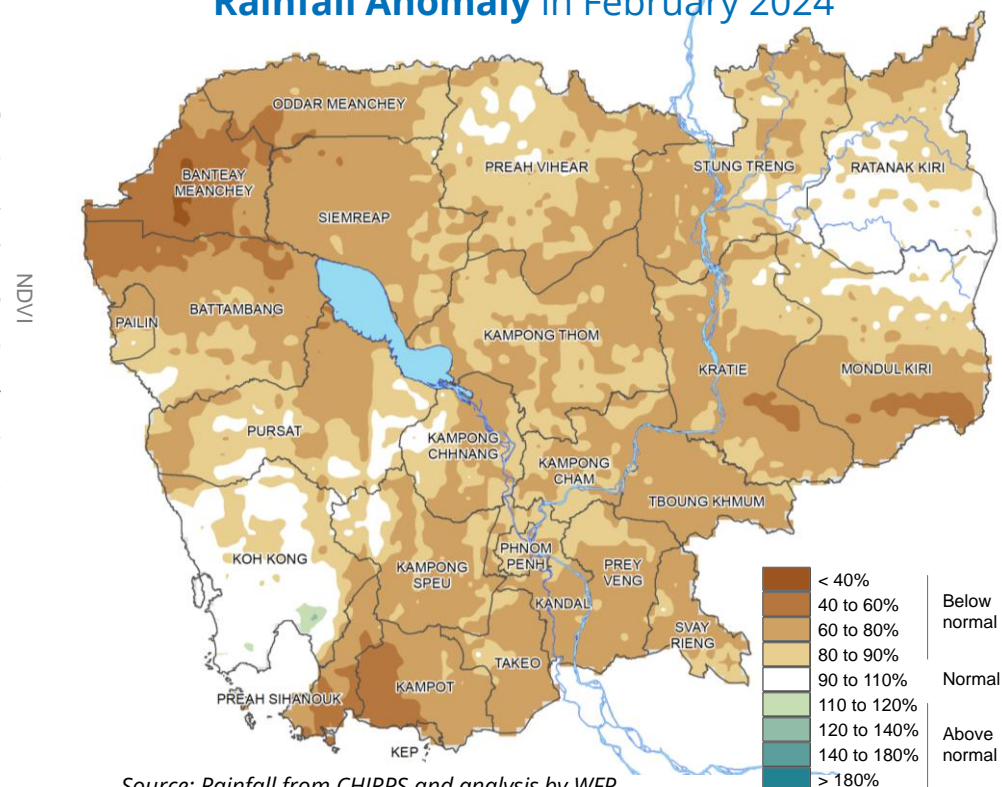 Rainfall Anomaly in February 2024
NDVI
ODDAR MEANCHEY
BANTEAY
MEANCHEY
PREAH VIHEAR
STUNG TRENG
RATANAK KIRI
SIEMREAP
BATTAMBANG
PAILIN
KAMPONG THOM
KRATIE
MONDUL KIRI
PURSAT
KAMPONG
CHHNANG
KAMPONG
CHAM
TBOUNG KHMUM
KOH KONG
KAMPONG
SPEU
PHNOM
PENH
PREY
VENG
KANDAL
SVAY
RIENG
TAKEO
PREAH SIHANOUK
KAMPOT
KEP
< 40%
40 to 60%
60 to 80%
80 to 90%
90 to 110%
110 to 120%
120 to 140%
140 to 180%
> 180%
Below
normal
Normal
Above
normal
Source: Rainfall from CHIRPS and analysis by WFP